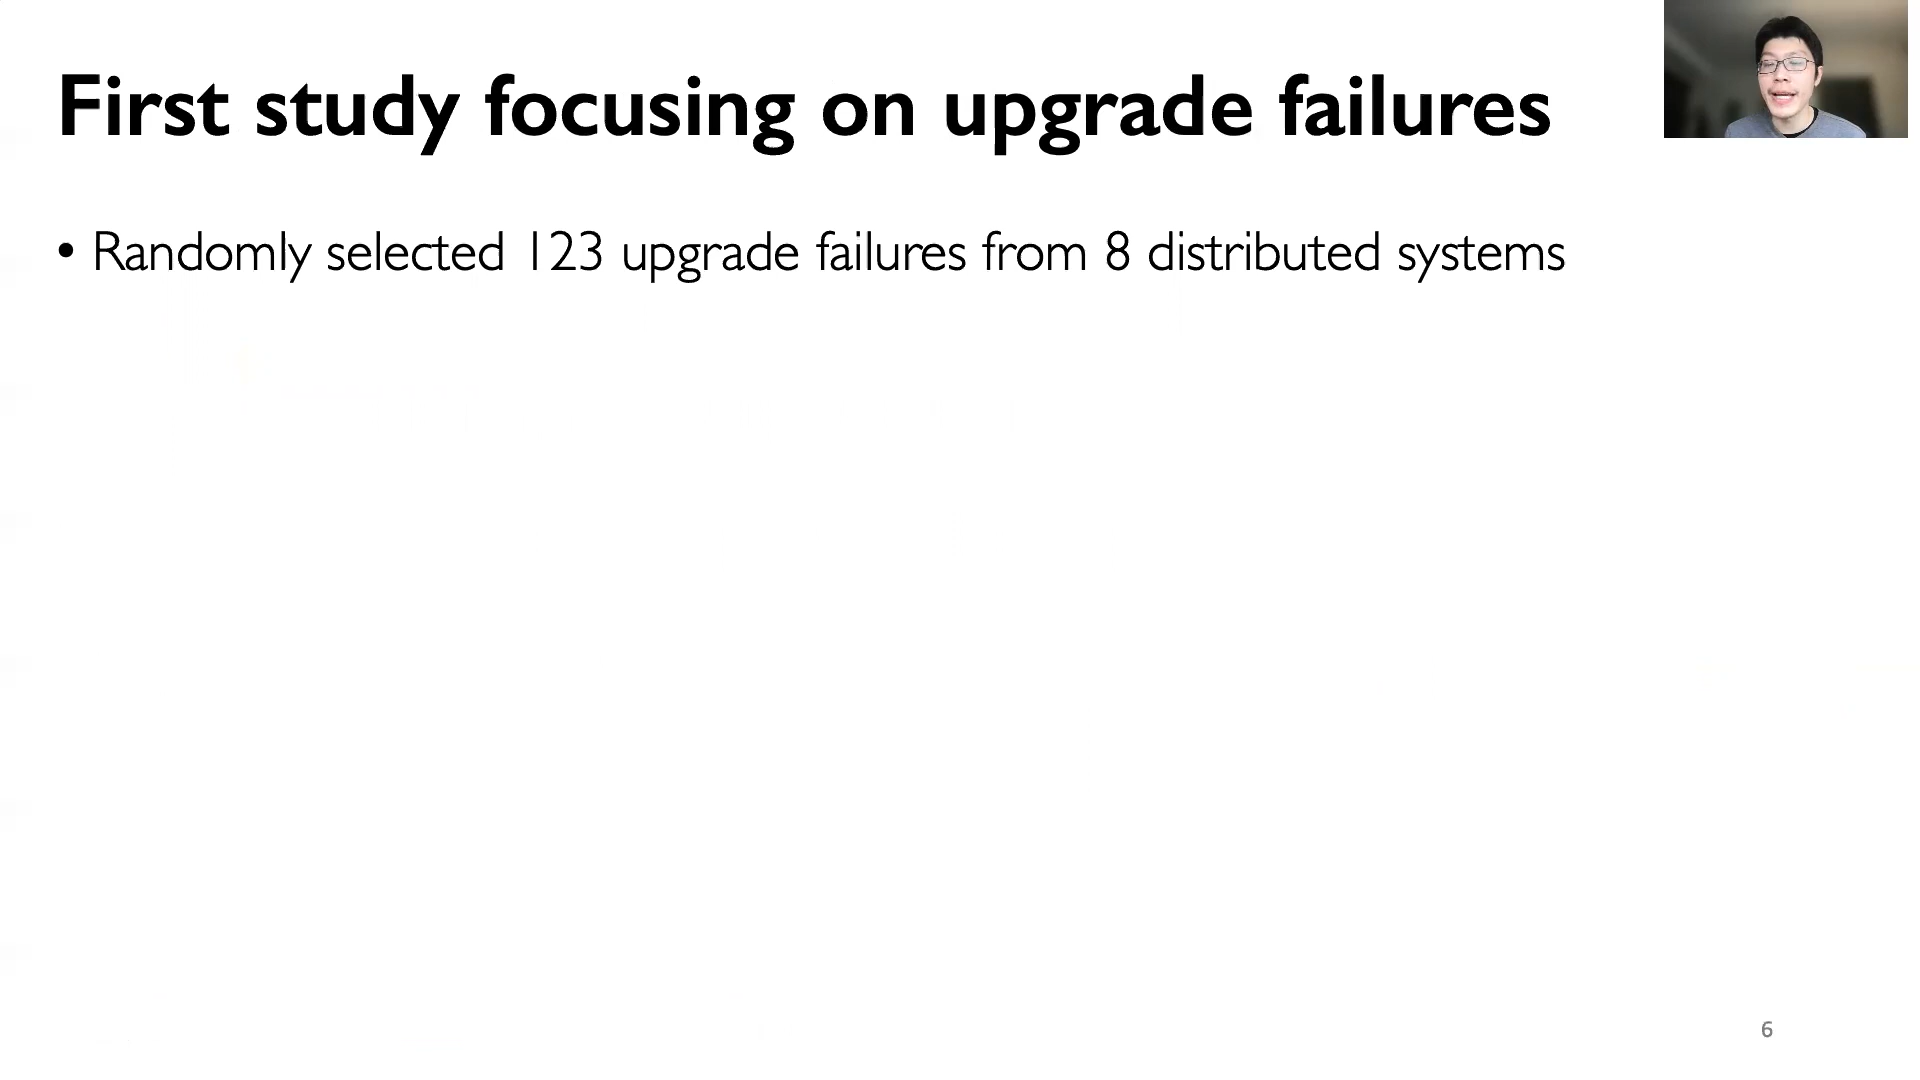 First study focusing on upgrade failures
• Randomly selected 123 upgrade failures from 8 distributed systems
6